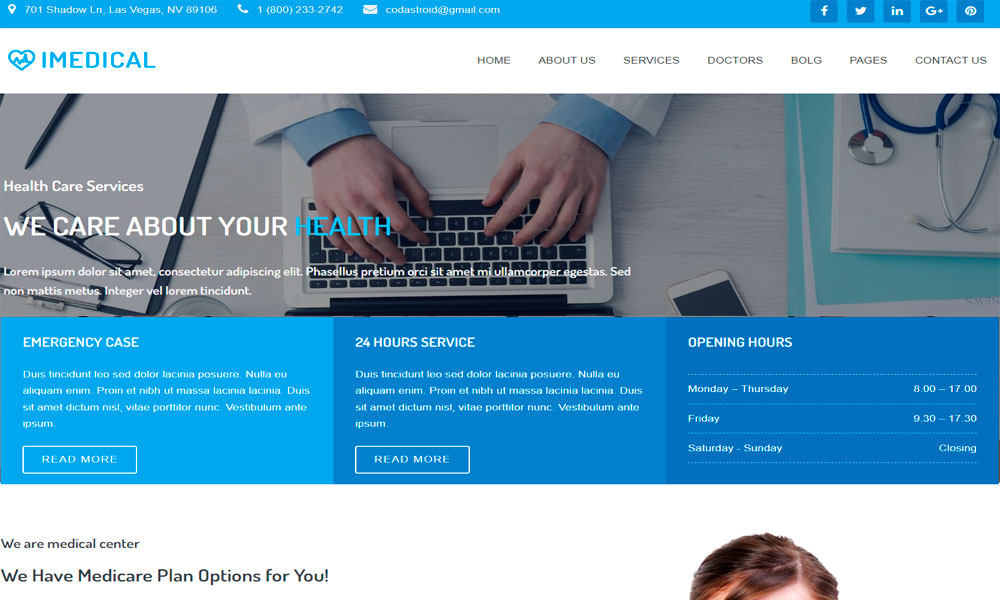 701 Shadow Ln, Las Vegas, NV 89106 1 (800) 233 2742 codastroid@gmail.com
IMEDICAL
HOME ABOUT US SERVICES DOCTORS BOLG PAGES CONTACT US
Health Care Services
WE CARE ABOUT YOUR HEALTH
Lorem ipsum dolor sit amet, consectetur adipiscing elit. Phasellus pretium orci sit amet mi ullamcorper egestas. Sed
non mattis metus. Integer vel lorem tincidunt.
EMERGENCY CASE
Duis tincidunt leo sed dolor lacinia posuere. Nulla eu
aliquam enim. Proin et nibh ut massa lacinia lacinia. Duis
sit amet dictum nisl, vitae porttitor nunc. Vestibulum ante
ipsum.
READ MORE
24 HOURS SERVICE
Duis tincidunt leo sed dolor lacinia posuere. Nulla eu
aliquam enim. Proin et nibh ut massa lacinia lacinia. Duis
sit amet dictum nisl, vitae porttitor nunc. Vestibulum ante
ipsum.
READ MORE
OPENING HOURS
Monday – Thursday 8.00 – 17.00
Friday 9.30 – 17.30
Saturday - Sunday Closing
We are medical center
We Have Medicare Plan Options for You!